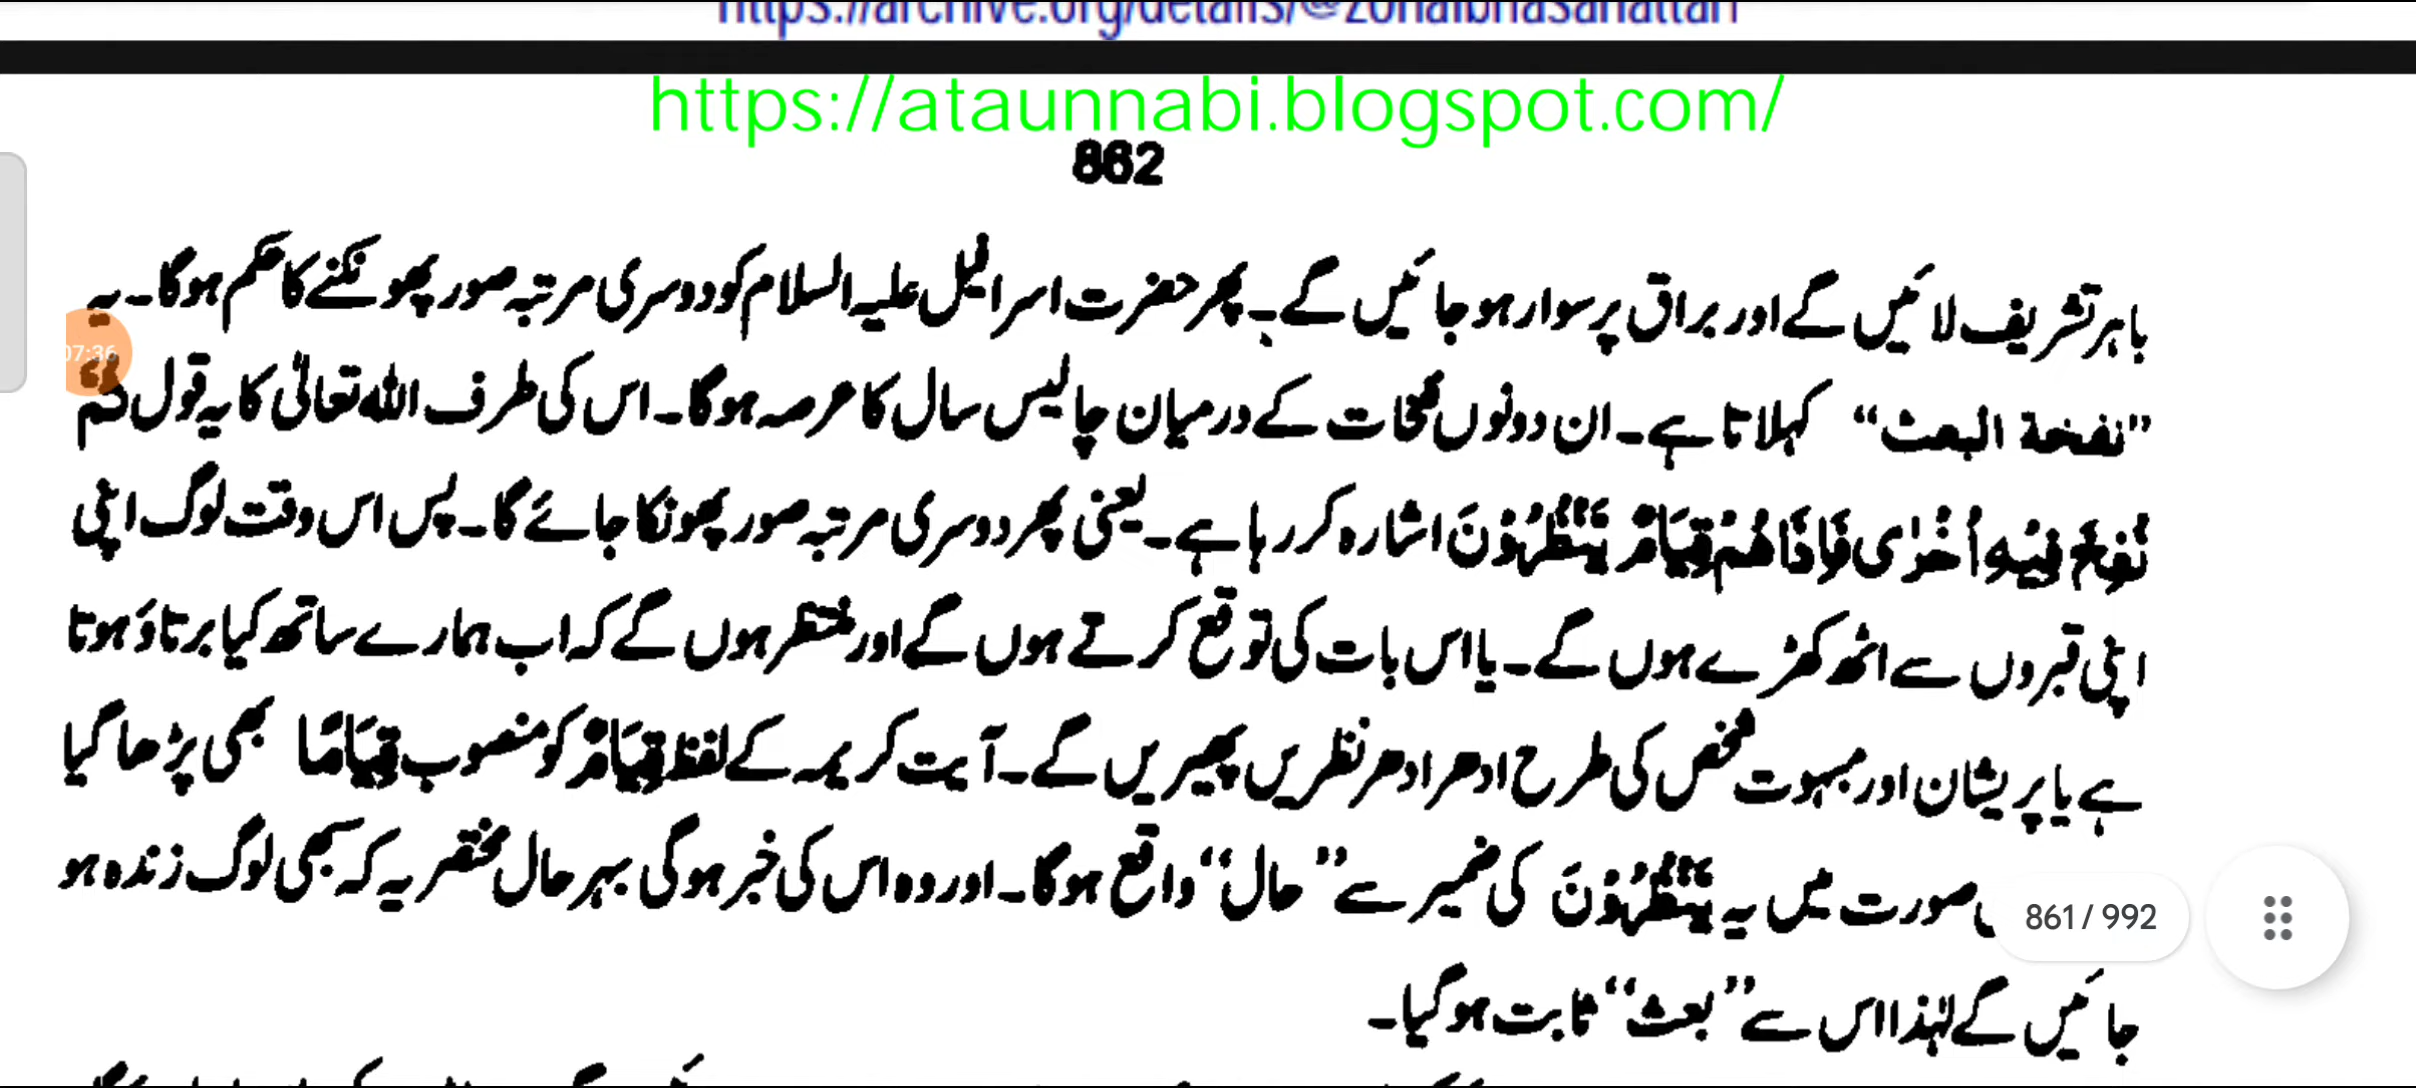 https://archive.org/details/@zohaibhasanattari
https://ataunnabi.blogspot.com/
862
باہر تشریف لائیں گے اور براق پر سوار ہو جائیں گے۔ پھر حضرت اسرافیل علیہ السلام کو دوسری مرتبہ صور پھونکنے کا حکم ہوگا۔ یہ
07:36
”نفخة البعث“ کہلاتا ہے۔ ان دونوں نفخات کے درمیان چالیس سال کا عرصہ ہوگا۔ اس کی طرف اللہ تعالیٰ کا یہ قول ثُمَّ
نُفِخَ فِيْهِ اُخْرٰى فَاِذَا هُمْ قِيَامٌ يَّنْظُرُوْنَ اشارہ کر رہا ہے۔ یعنی پھر دوسری مرتبہ صور پھونکا جائے گا۔ پس اس وقت لوگ اپنی
اپنی قبروں سے اٹھ کھڑے ہوں گے۔ یا اس بات کی توقع کرتے ہوں گے اور منتظر ہوں گے کہ اب ہمارے ساتھ کیا برتاؤ ہوتا
ہے یا پریشان اور مبہوت شخص کی طرح ادھر ادھر نظریں پھیریں گے۔ آیت کریمہ کے لفظ قِيَامٌ کو منصوب قِيَامًا بھی پڑھا گیا
صورت میں یہ يَّنْظُرُوْنَ کی ضمیر سے ”حال“ واقع ہوگا۔ اور وہ اس کی خبر ہوگی بہر حال مختصر یہ کہ سبھی لوگ زندہ ہو
861 / 992
جائیں گے لہٰذا اس سے ”بعث“ ثابت ہو گیا۔